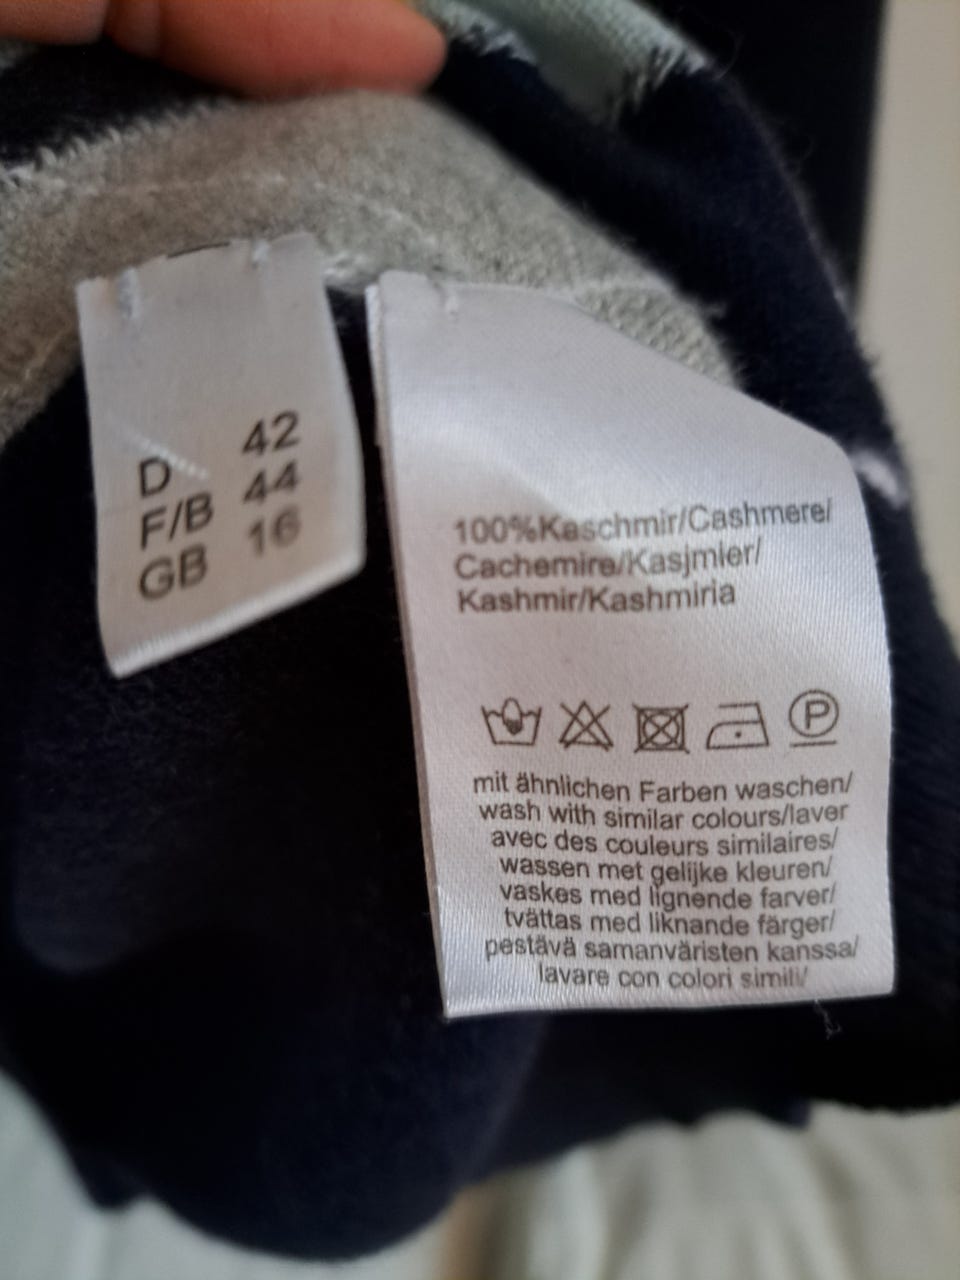 D 42
F/B 44
GB 16
100%Kaschmir/Cashmere/
Cachemire/Kasjmier/
Kashmir/Kashmiria
P
mit ähnlichen Farben waschen/
wash with similar colours/laver
avec des couleurs similaires/
wassen met gelijke kleuren/
vaskes med lignende farver/
tvättas med liknande färger/
pestävä samanväristen kanssa/
lavare con colori simili/